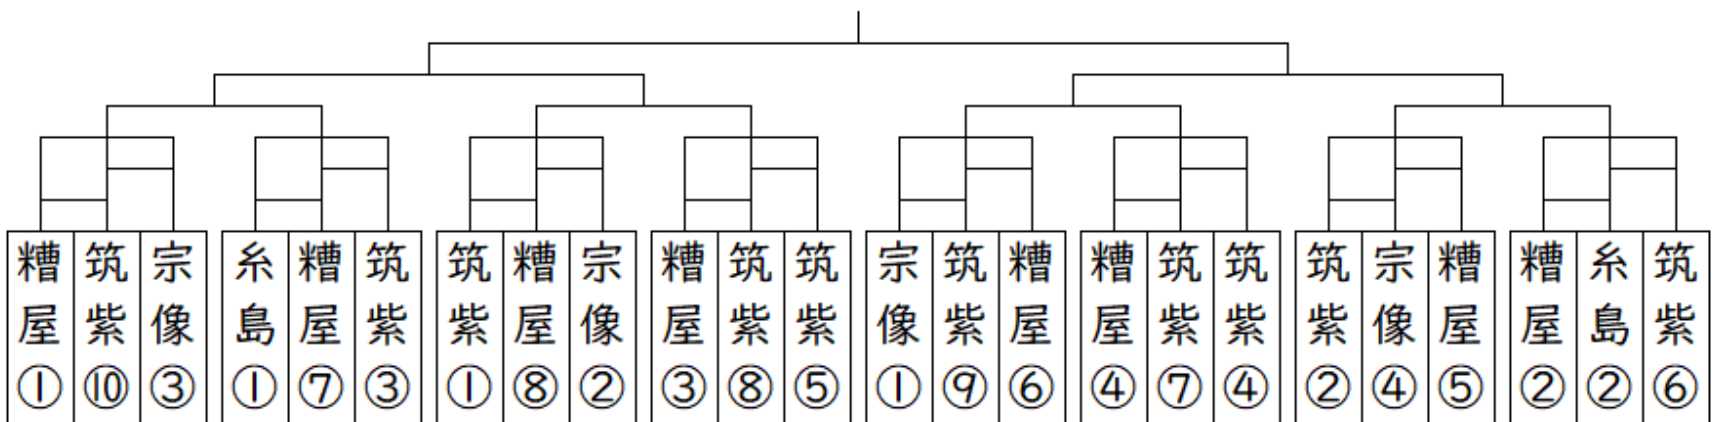 糟屋①
筑紫⑩
宗像③
糸島①
糟屋⑦
筑紫③
筑紫①
糟屋⑧
宗像②
糟屋③
筑紫⑧
筑紫⑤
宗像①
筑紫⑨
糟屋⑥
糟屋④
筑紫⑦
筑紫④
筑紫②
宗像④
糟屋⑤
糟屋②
糸島②
筑紫⑥